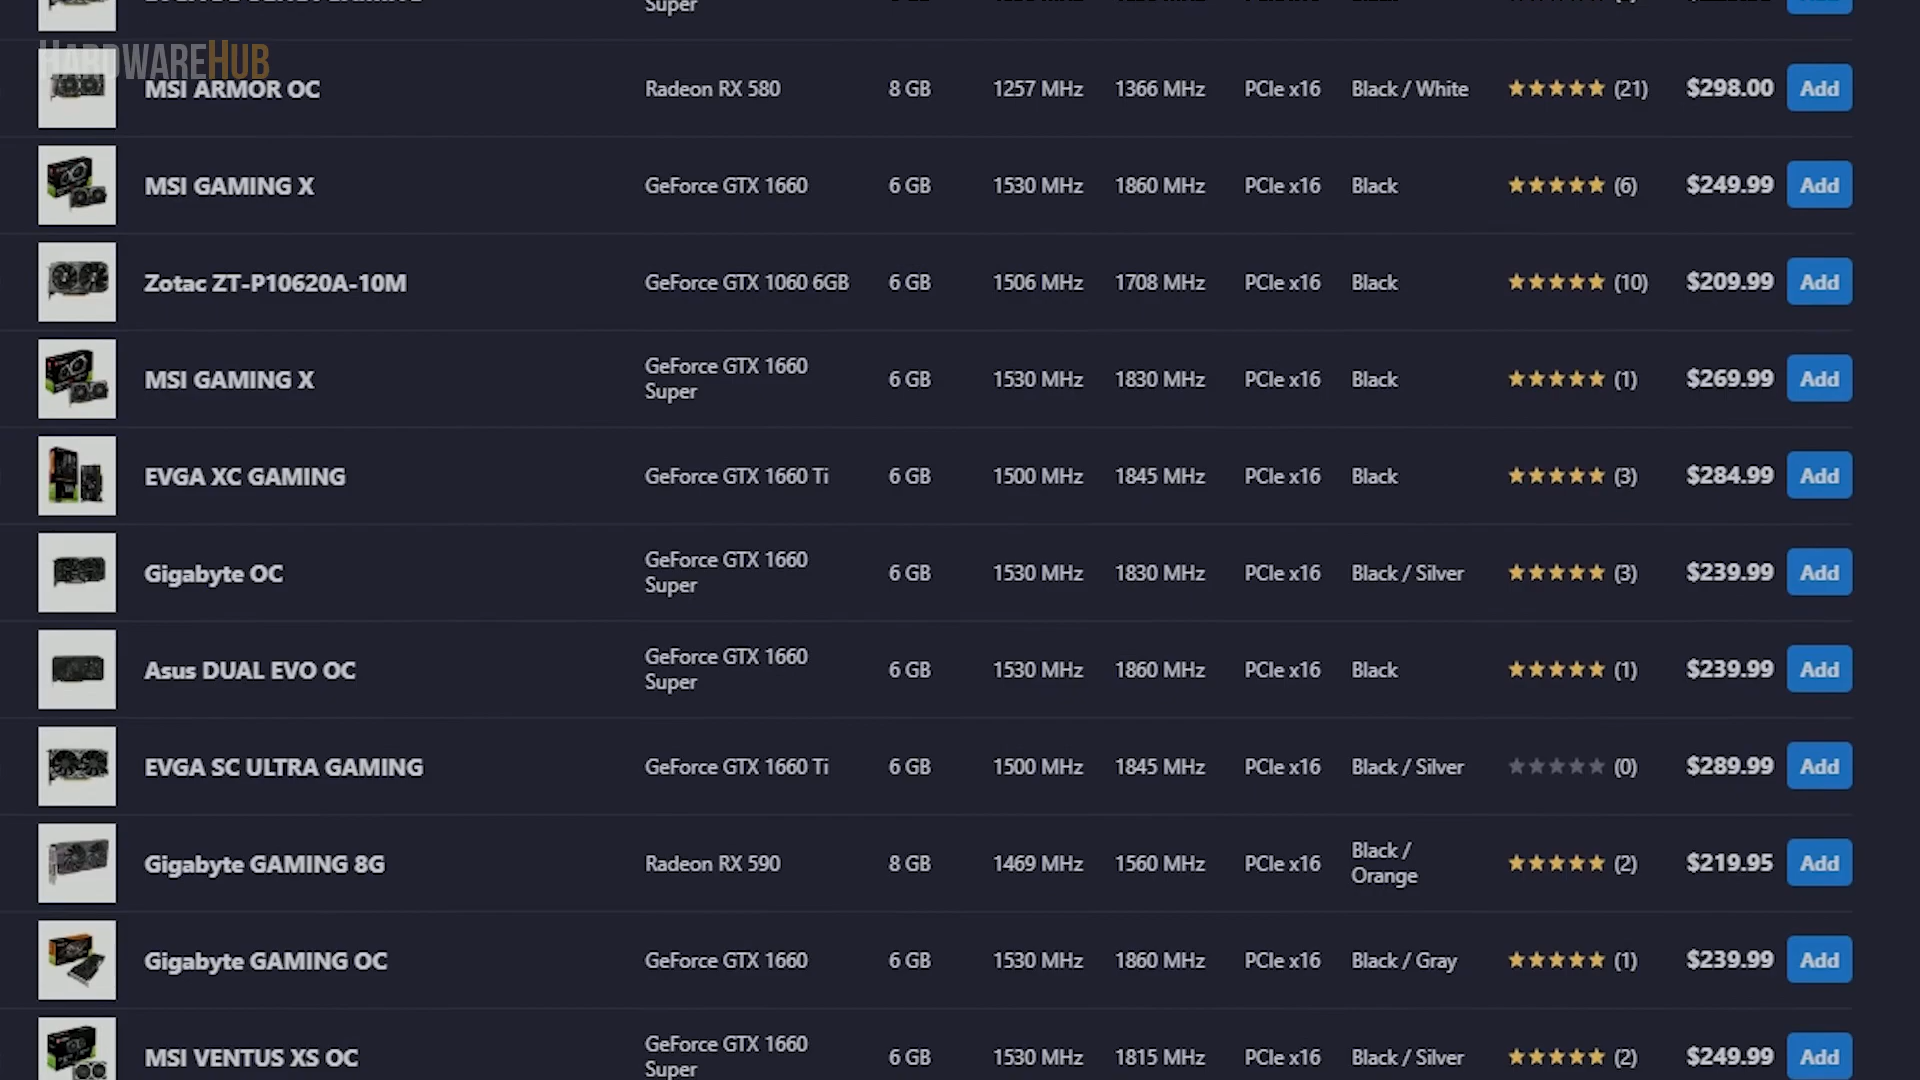 Super
HARDWAREHUB
MSI ARMOR OC Radeon RX 580 8 GB 1257 MHz 1366 MHz PCIe x16 Black / White (21) $298.00 Add
MSI GAMING X GeForce GTX 1660 6 GB 1530 MHz 1860 MHz PCIe x16 Black (6) $249.99 Add
Zotac ZT-P10620A-10M GeForce GTX 1060 6GB 6 GB 1506 MHz 1708 MHz PCIe x16 Black (10) $209.99 Add
MSI GAMING X GeForce GTX 1660 Super 6 GB 1530 MHz 1830 MHz PCIe x16 Black (1) $269.99 Add
EVGA XC GAMING GeForce GTX 1660 Ti 6 GB 1500 MHz 1845 MHz PCIe x16 Black (3) $284.99 Add
Gigabyte OC GeForce GTX 1660 Super 6 GB 1530 MHz 1830 MHz PCIe x16 Black / Silver (3) $239.99 Add
Asus DUAL EVO OC GeForce GTX 1660 Super 6 GB 1530 MHz 1860 MHz PCIe x16 Black (1) $239.99 Add
EVGA SC ULTRA GAMING GeForce GTX 1660 Ti 6 GB 1500 MHz 1845 MHz PCIe x16 Black / Silver (0) $289.99 Add
Gigabyte GAMING 8G Radeon RX 590 8 GB 1469 MHz 1560 MHz PCIe x16 Black / Orange (2) $219.95 Add
Gigabyte GAMING OC GeForce GTX 1660 6 GB 1530 MHz 1860 MHz PCIe x16 Black / Gray (1) $239.99 Add
MSI VENTUS XS OC GeForce GTX 1660 Super 6 GB 1530 MHz 1815 MHz PCIe x16 Black / Silver (2) $249.99 Add